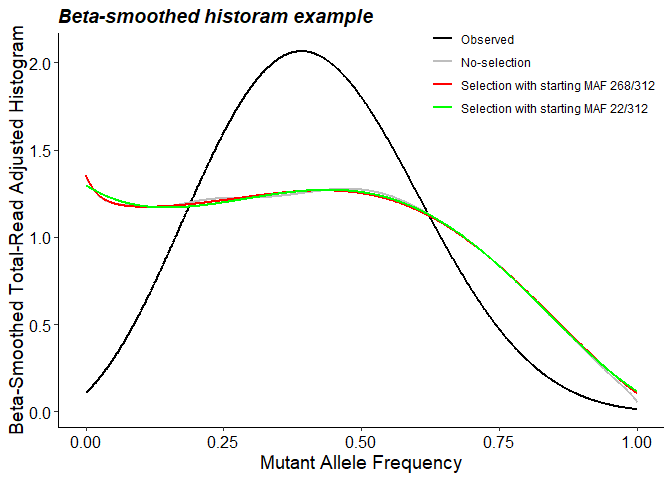 Beta-smoothed historam example
Observed
No-selection
Selection with starting MAF 268/312
Selection with starting MAF 22/312
Beta-Smoothed Total-Read Adjusted Histogram
2.0
1.5
1.0
0.5
0.0
0.00 0.25 0.50 0.75 1.00
Mutant Allele Frequency